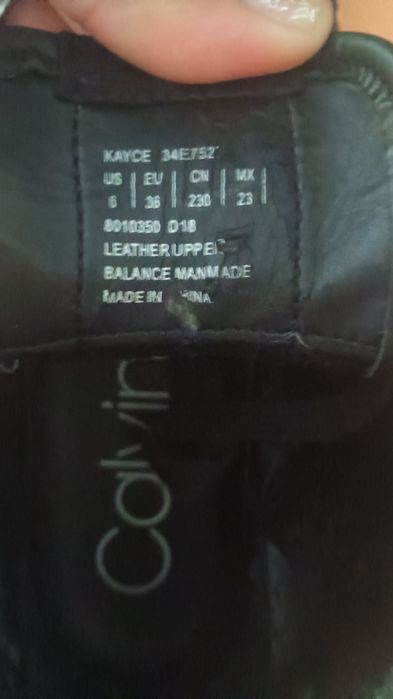 KAYCE 34E7521
US | EU | CN | MX |
6 | 36 | 230 | 23 |
8010350 D18
LEATHER UPPER
BALANCE MANMADE
MADE IN CHINA
Calvin